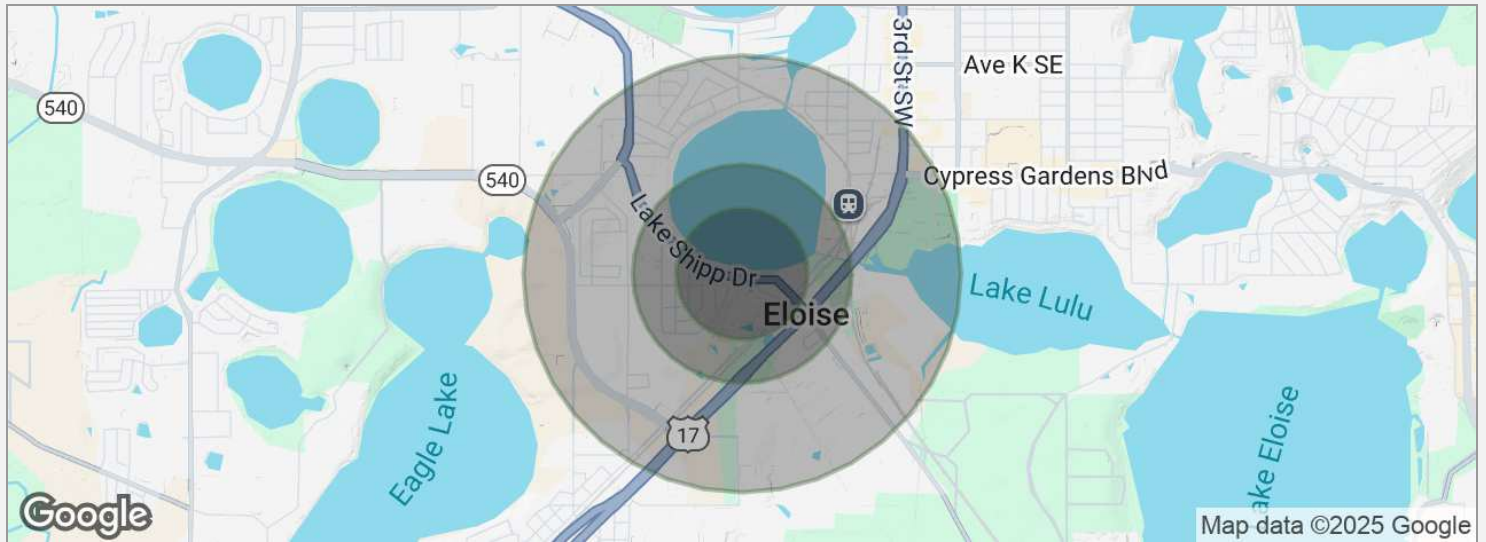 3rd St SW
Ave K SE
540
540
Cypress Gardens Blvd
Lake Shipp Dr
Lake Lulu
Eloise
Eagle Lake
Lake Eloise
17
Google
Map data ©2025 Google